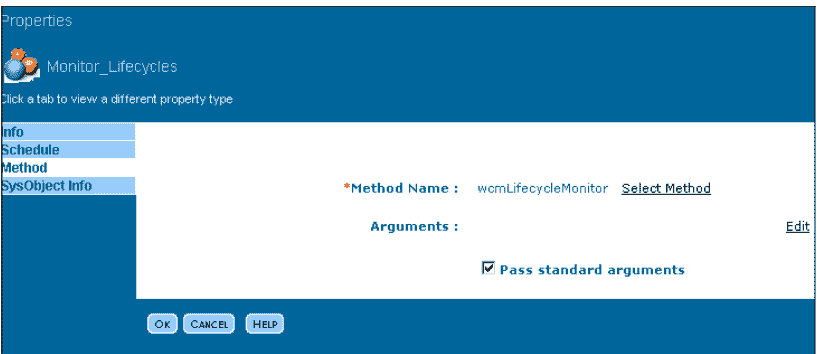 Properties
Monitor_Lifecycles
Click a tab to view a different property type
Info
Schedule
Method
SysObject Info
*Method Name : wcmLifecycleMonitor Select Method
Arguments : Edit
Pass standard arguments
OK CANCEL HELP